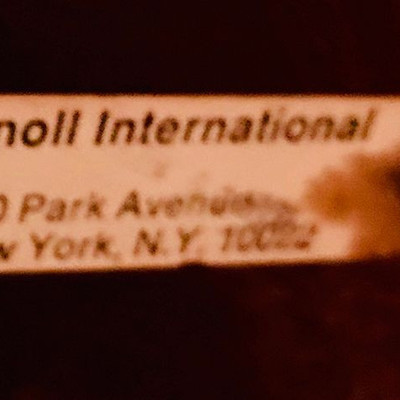 noll International
0 Park Avenue
w York, N.Y. 10022